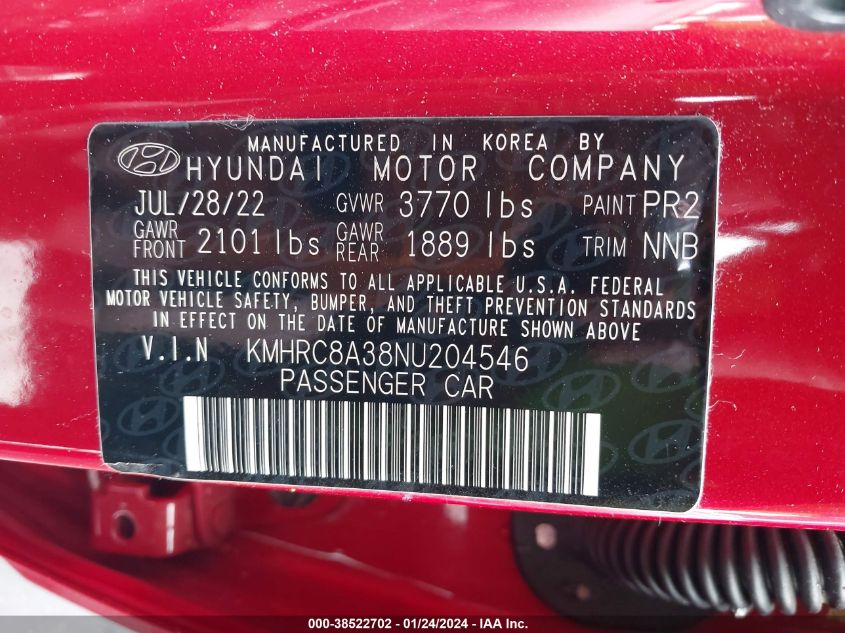 MANUFACTURED IN KOREA BY
HYUNDAI MOTOR COMPANY
JUL/28/22 GVWR 3770 lbs PAINT PR2
GAWR FRONT 2101 lbs GAWR REAR 1889 lbs TRIM NNB
THIS VEHICLE CONFORMS TO ALL APPLICABLE U.S.A. FEDERAL
MOTOR VEHICLE SAFETY, BUMPER, AND THEFT PREVENTION STANDARDS
IN EFFECT ON THE DATE OF MANUFACTURE SHOWN ABOVE
V.I.N KMHRC8A38NU204546
PASSENGER CAR
000-38522702 - 01/24/2024 - IAA Inc.